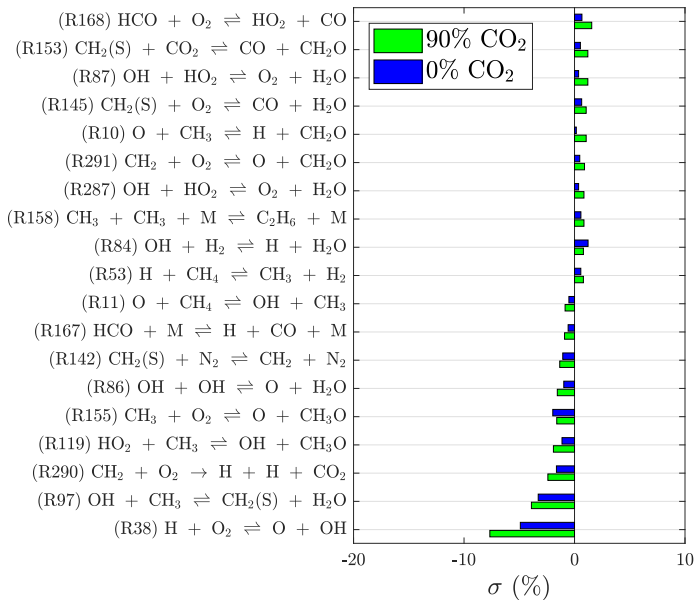 (R168) HCO + O₂ ⇌ HO₂ + CO
(R153) CH₂(S) + CO₂ ⇌ CO + CH₂O
(R87) OH + HO₂ ⇌ O₂ + H₂O
(R145) CH₂(S) + O₂ ⇌ CO + H₂O
(R10) O + CH₃ ⇌ H + CH₂O
(R291) CH₂ + O₂ ⇌ O + CH₂O
(R287) OH + HO₂ ⇌ O₂ + H₂O
(R158) CH₃ + CH₃ + M ⇌ C₂H₆ + M
(R84) OH + H₂ ⇌ H + H₂O
(R53) H + CH₄ ⇌ CH₃ + H₂
(R11) O + CH₄ ⇌ OH + CH₃
(R167) HCO + M ⇌ H + CO + M
(R142) CH₂(S) + N₂ ⇌ CH₂ + N₂
(R86) OH + OH ⇌ O + H₂O
(R155) CH₃ + O₂ ⇌ O + CH₃O
(R119) HO₂ + CH₃ ⇌ OH + CH₃O
(R290) CH₂ + O₂ → H + H + CO₂
(R97) OH + CH₃ ⇌ CH₂(S) + H₂O
(R38) H + O₂ ⇌ O + OH
90% CO₂
0% CO₂
-20 -10 0 10
σ (%)